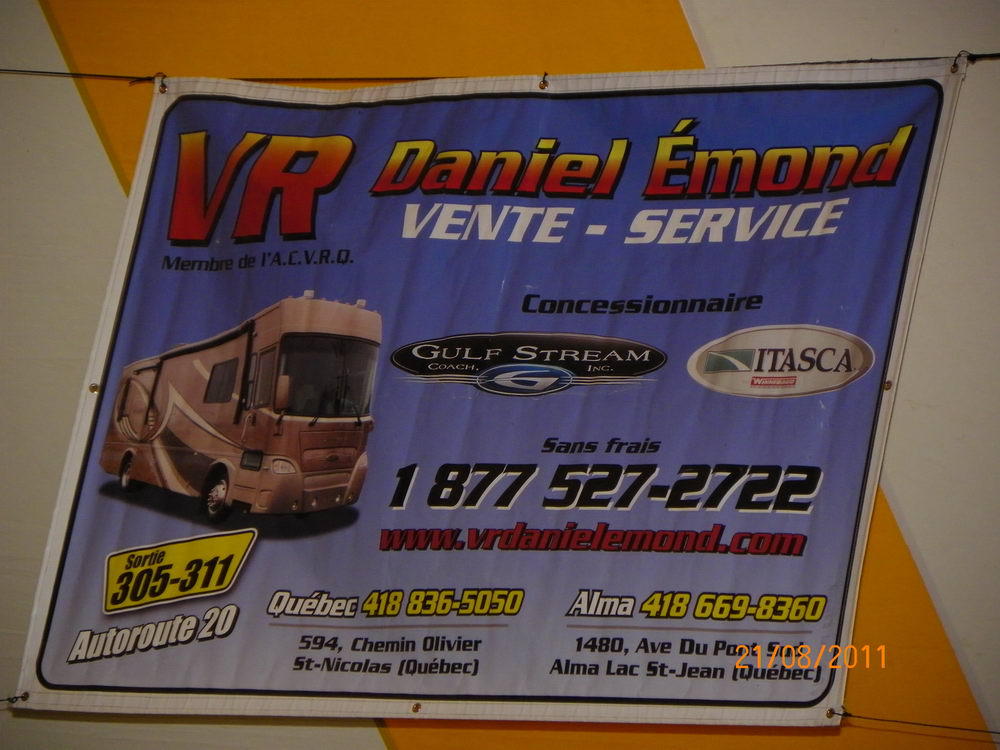 VR Daniel Émond
VENTE - SERVICE
Membre de l'A.C.V.R.Q.
Concessionnaire
GULF STREAM
COACH, INC.
G
ITASCA
WINNEBAGO
Sans frais
1 877 527-2722
www.vrdanielemond.com
Sortie
305-311
Autoroute 20
Québec 418 836-5050
594, Chemin Olivier
St-Nicolas (Québec)
Alma 418 669-8360
1480, Ave Du Pont
Alma Lac St-Jean (Québec)
21/08/2011